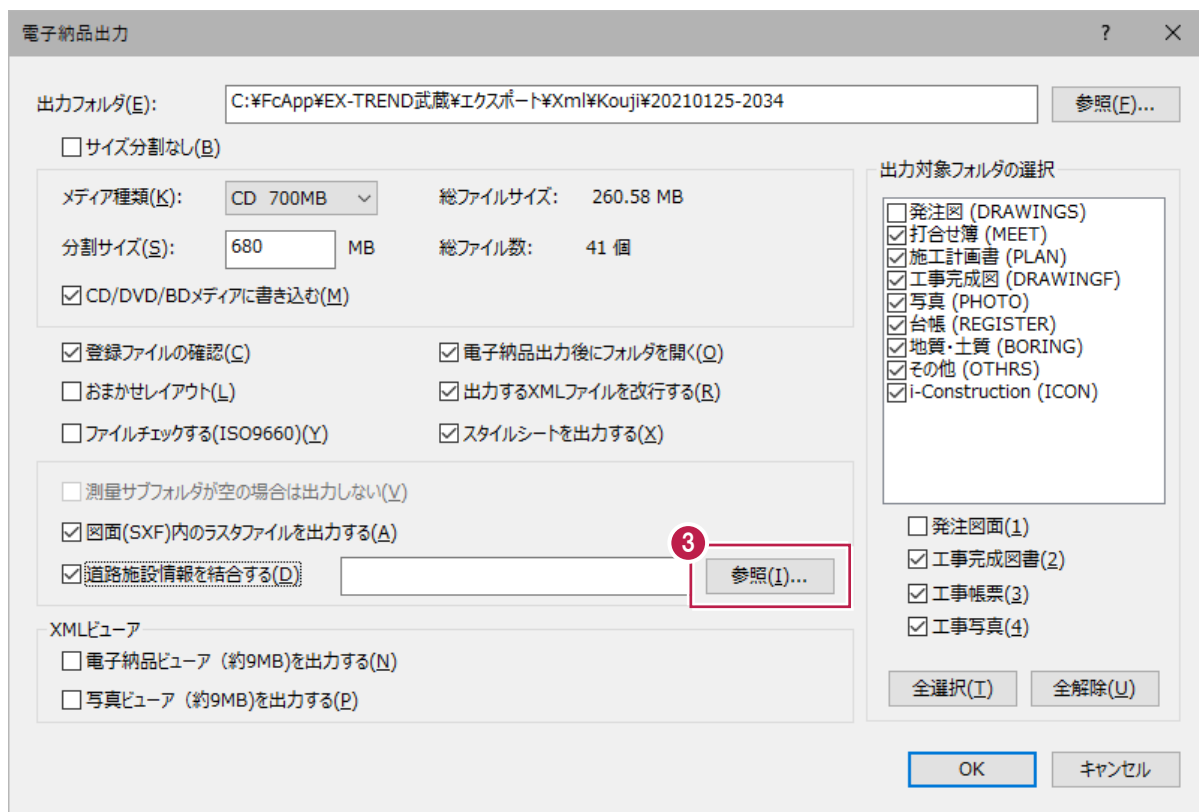 電子納品出力
? ×
出力フォルダ(E):
C:¥FcApp¥EX-TREND武蔵¥エクスポート¥Xml¥Kouji¥20210125-2034
参照(F)...
サイズ分割なし(B)
メディア種類(K):
CD 700MB
総ファイルサイズ: 260.58 MB
分割サイズ(S):
680
MB
総ファイル数: 41 個
CD/DVD/BDメディアに書き込む(M)
登録ファイルの確認(C)
電子納品出力後にフォルダを開く(O)
おまかせレイアウト(L)
出力するXMLファイルを改行する(R)
ファイルチェックする(ISO9660)(Y)
スタイルシートを出力する(X)
測量サブフォルダが空の場合は出力しない(V)
図面(SXF)内のラスタファイルを出力する(A)
3
道路施設情報を結合する(D)
参照(I)...
XMLビューア
電子納品ビューア (約9MB)を出力する(N)
写真ビューア (約9MB)を出力する(P)
出力対象フォルダの選択
発注図 (DRAWINGS)
打合せ簿 (MEET)
施工計画書 (PLAN)
工事完成図 (DRAWINGF)
写真 (PHOTO)
台帳 (REGISTER)
地質・土質 (BORING)
その他 (OTHRS)
i-Construction (ICON)
発注図面(1)
工事完成図書(2)
工事帳票(3)
工事写真(4)
全選択(T)
全解除(U)
OK
キャンセル